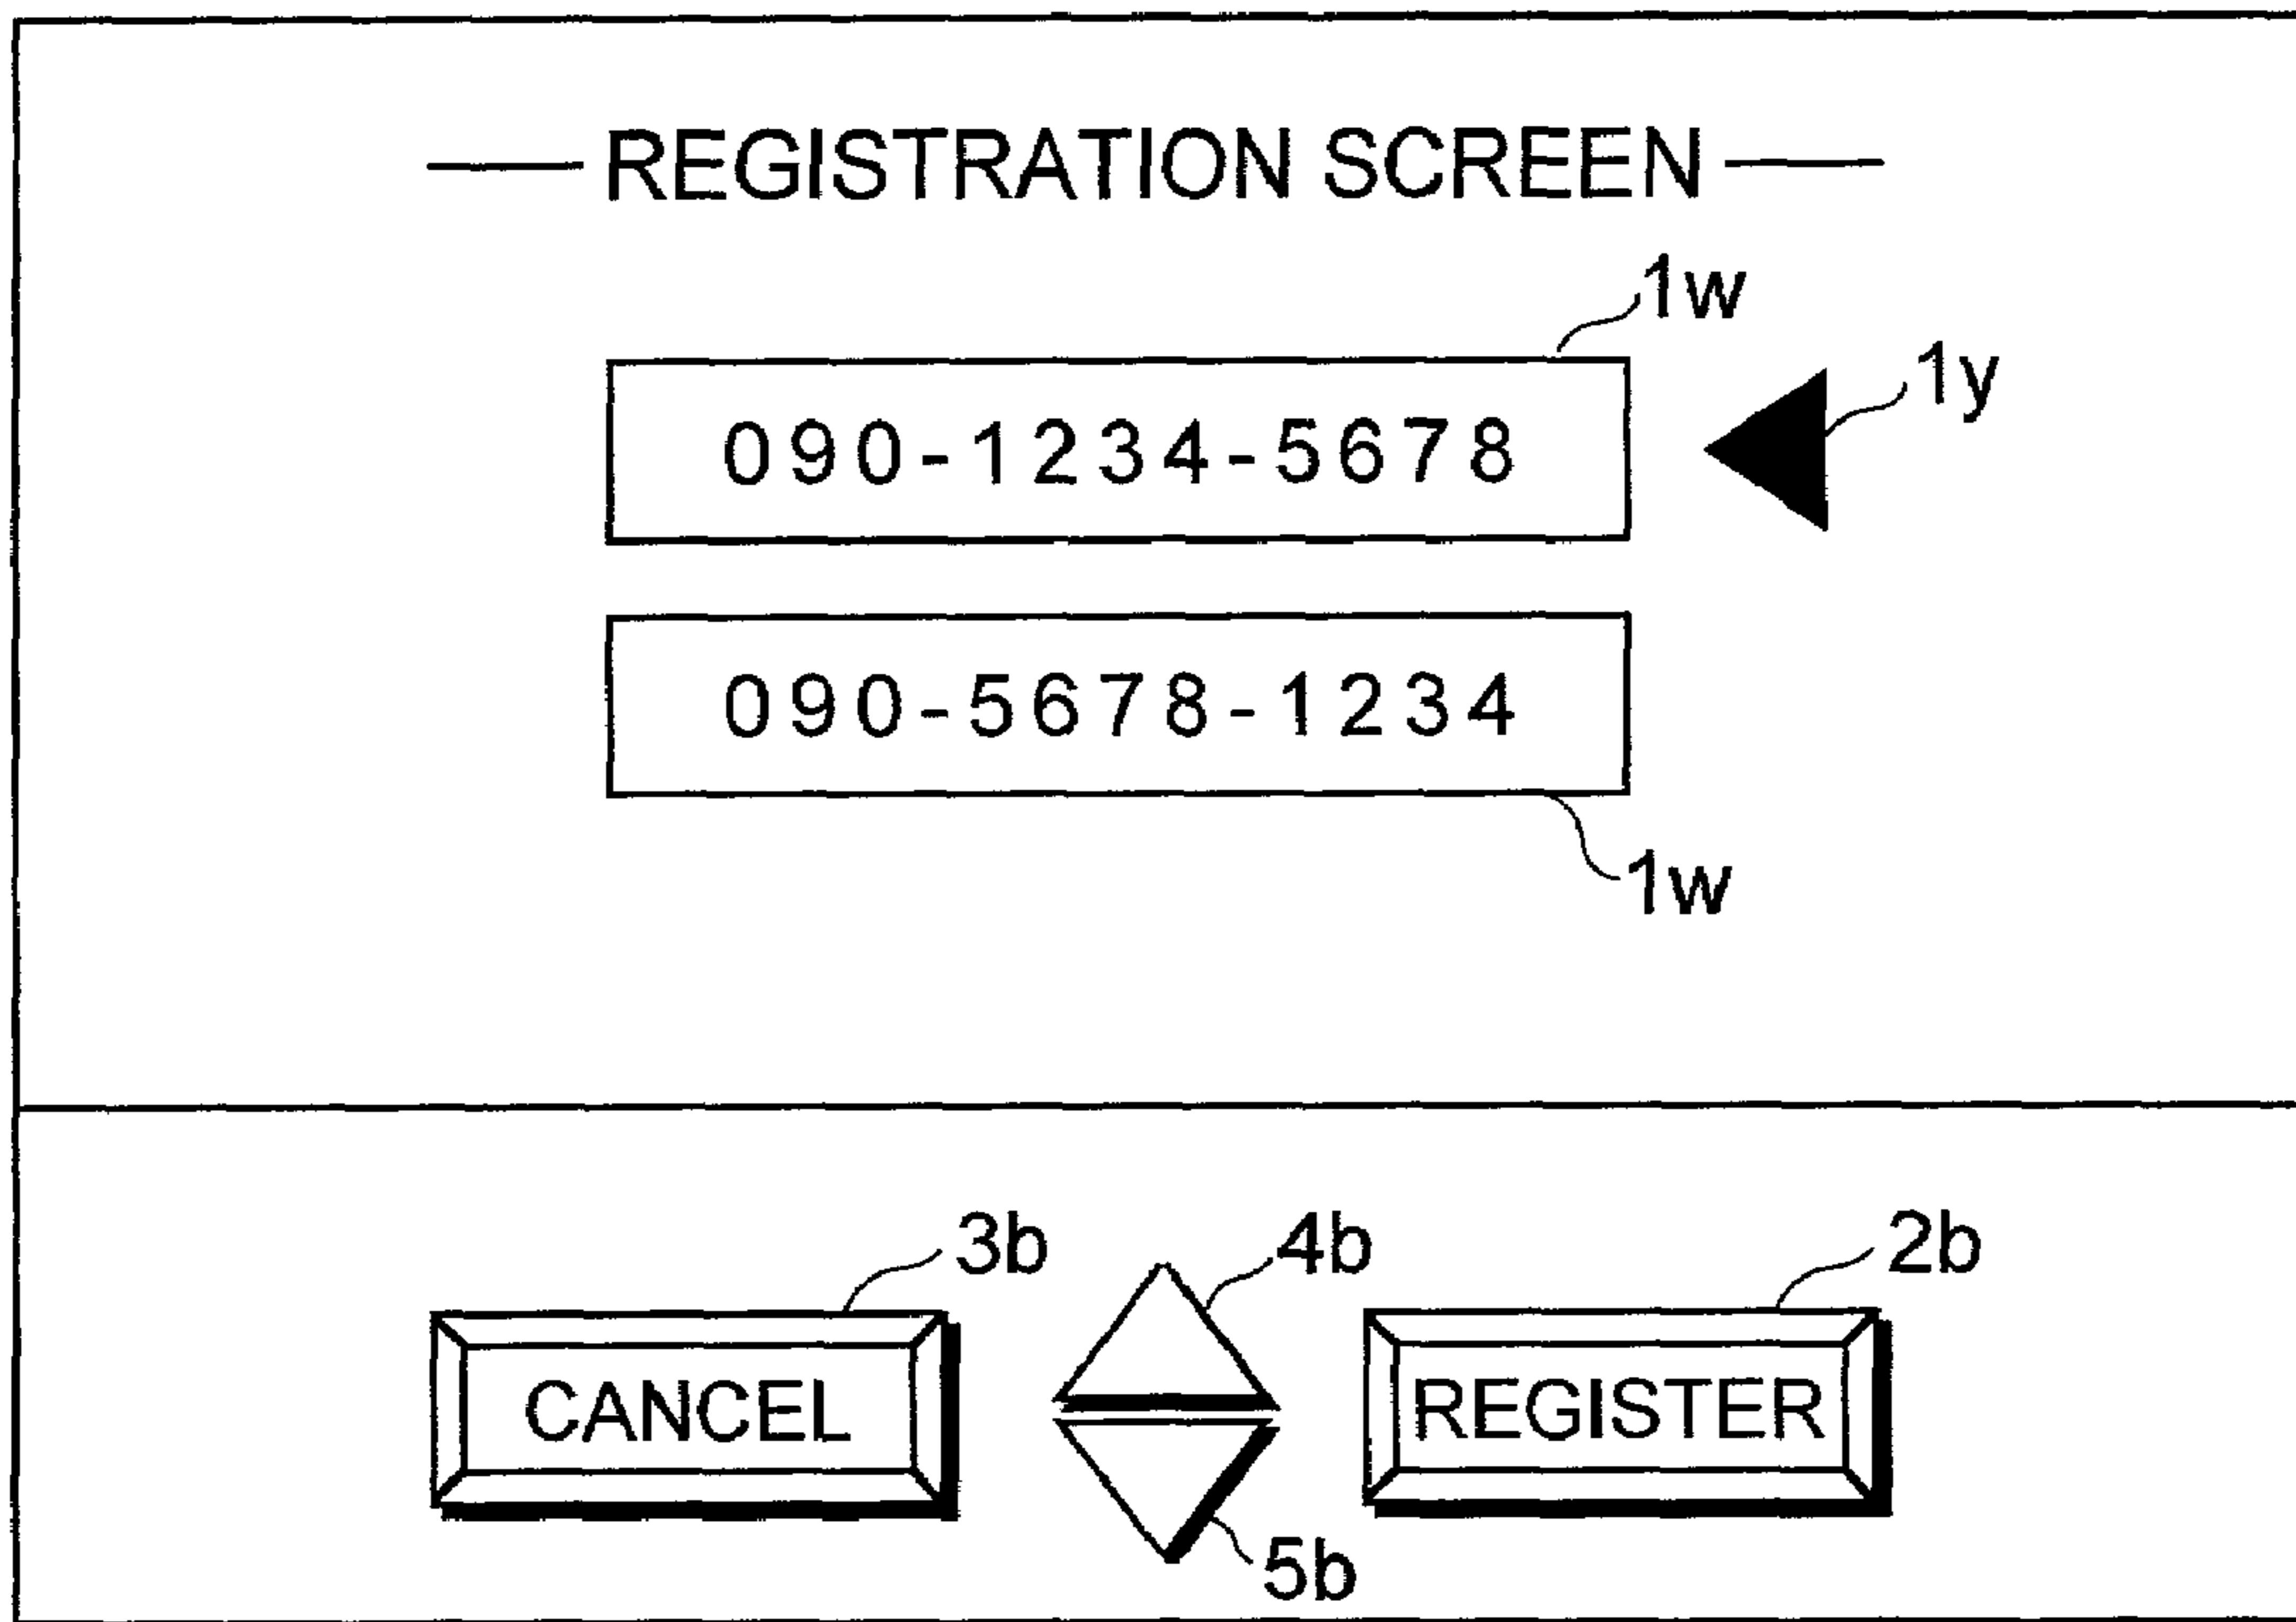 — REGISTRATION SCREEN —
1w
1y
090-1234-5678
090-5678-1234
1w
3b
4b
2b
CANCEL
REGISTER
5b